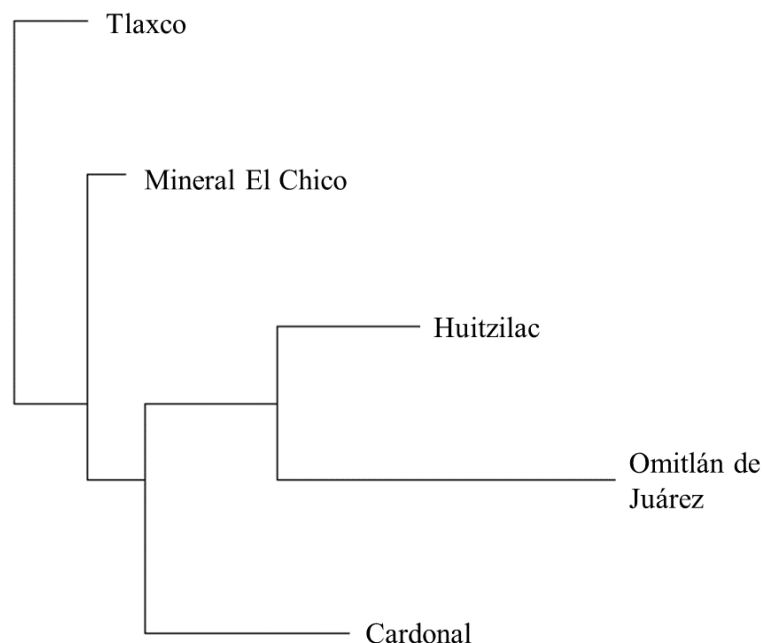 Tlaxco
Mineral El Chico
Huitzilac
Omitlán de
Juárez
Cardonal